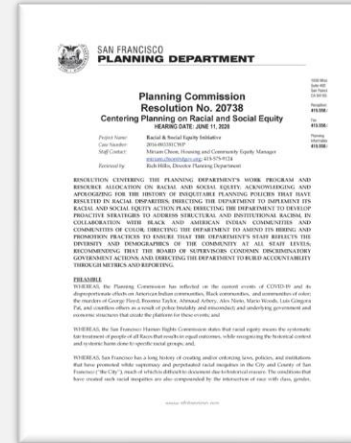 SAN FRANCISCO
PLANNING DEPARTMENT
Planning Commission
Resolution No. 20738
Centering Planning on Racial and Social Equity
HEARING DATE: JUNE 11, 2020
Project Name: Racial & Social Equity Initiative
Case Number:
Staff Contact: Miriam Chion, Housing and Community Equity Manager
Reviewed by: Rich Hillis, Director Planning Department
RESOLUTION CENTERING THE PLANNING DEPARTMENT'S WORK PROGRAM AND
RESOURCE ALLOCATION ON RACIAL AND SOCIAL EQUITY; ACKNOWLEDGING AND
APOLOGIZING FOR THE HISTORY OF INEQUITABLE PLANNING POLICIES THAT HAVE
RESULTED IN RACIAL DISPARITIES; DIRECTING THE DEPARTMENT TO IMPLEMENT ITS
RACIAL AND SOCIAL EQUITY ACTION PLAN; DIRECTING THE DEPARTMENT TO DEVELOP
PROACTIVE STRATEGIES TO ADDRESS STRUCTURAL AND INSTITUTIONAL RACISM, IN
COLLABORATION WITH BLACK AND AMERICAN INDIAN COMMUNITIES AND
COMMUNITIES OF COLOR; DIRECTING THE DEPARTMENT TO AMEND ITS HIRING AND
PROMOTION PRACTICES TO ENSURE THAT THE DEPARTMENT'S STAFF REFLECTS THE
DIVERSITY AND DEMOGRAPHICS OF THE COMMUNITY AT ALL STAFF LEVELS;
RECOMMENDING THAT THE BOARD OF SUPERVISORS CONDEMN DISCRIMINATORY
GOVERNMENT ACTIONS; AND, DIRECTING THE DEPARTMENT TO BUILD ACCOUNTABILITY
THROUGH METRICS AND REPORTING.
PREAMBLE
WHEREAS, the Planning Commission has reflected on the current events of COVID-19 and its
disproportionate effects on American Indian communities, Black communities, and communities of color;
the murders of George Floyd, Breonna Taylor, Ahmaud Arbery, Alex Nieto, Mario Woods, Luis Góngora
Pat, and countless others as a result of police brutality and misconduct; and underlying government and
economic structures that create the platform for these events; and
WHEREAS, the San Francisco Human Rights Commission states that racial equity means the systematic
fair treatment of people of all Races that results in equal outcomes, while recognizing the historical context
and systemic harms done to specific racial groups; and,
WHEREAS, San Francisco has a long history of creating and/or enforcing laws, policies, and institutions
that have promoted white supremacy and perpetuated racial inequities in the City and County of San
Francisco ("the City"), much of which is difficult to document due to historical erasure. The conditions that
have created such racial inequities are also compounded by the intersection of race with class, gender,
www.sfplanning.org